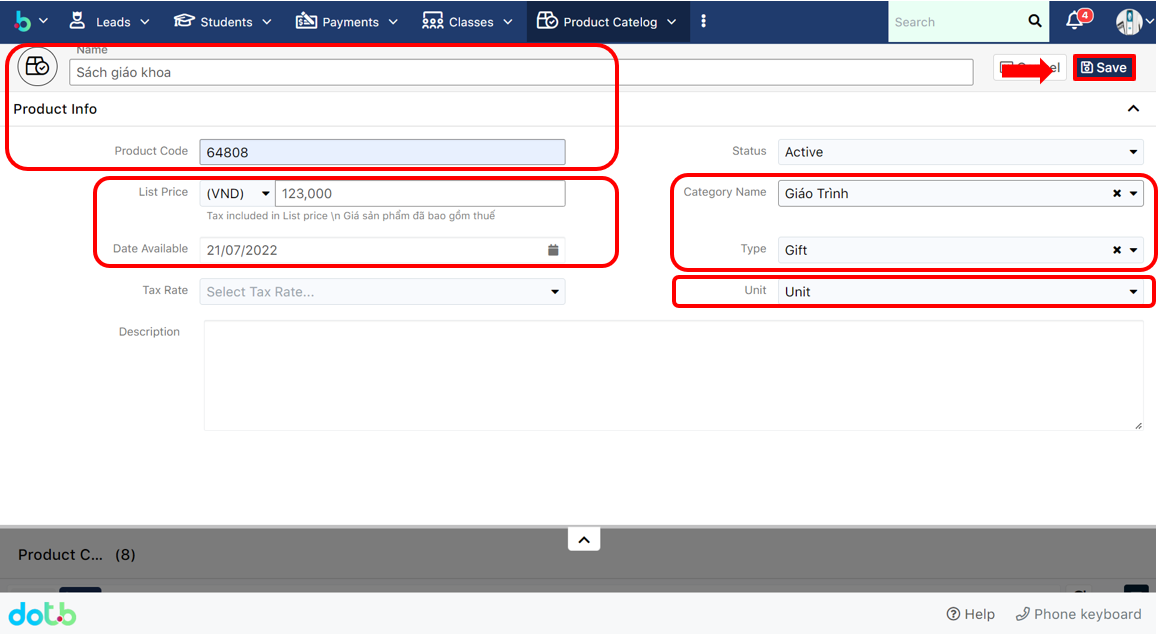 Leads Students Payments Classes Product Catelog Search 4
Name
Sách giáo khoa
Save
Product Info
Product Code 64808 Status Active
List Price (VND) 123,000 Category Name Giáo Trình
Tax included in List price \n Giá sản phẩm đã bao gồm thuế
Date Available 21/07/2022 Type Gift
Tax Rate Select Tax Rate... Unit Unit
Description
Product C... (8)
dotb Help Phone keyboard